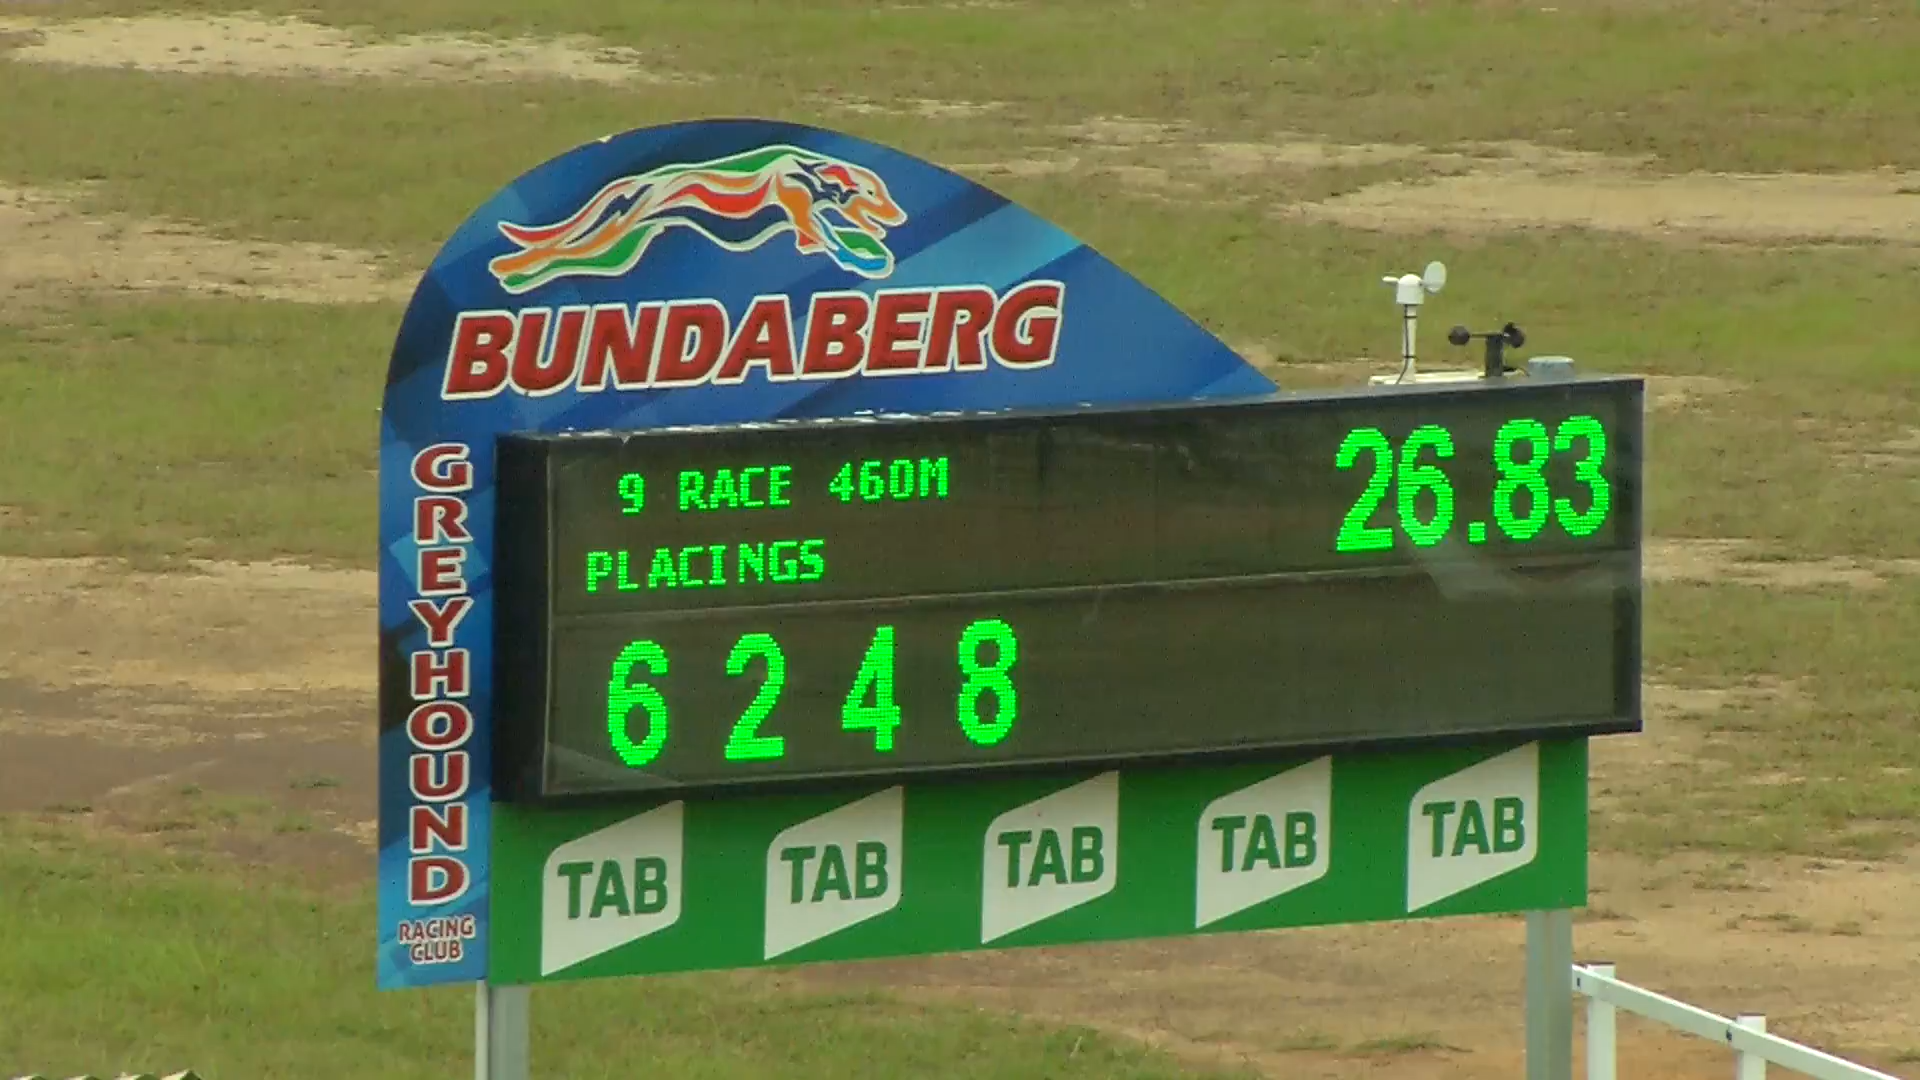 BUNDABERG
GREYHOUND
RACING
CLUB
9 RACE 460M
26.83
PLACINGS
6 2 4 8
TAB TAB TAB TAB TAB